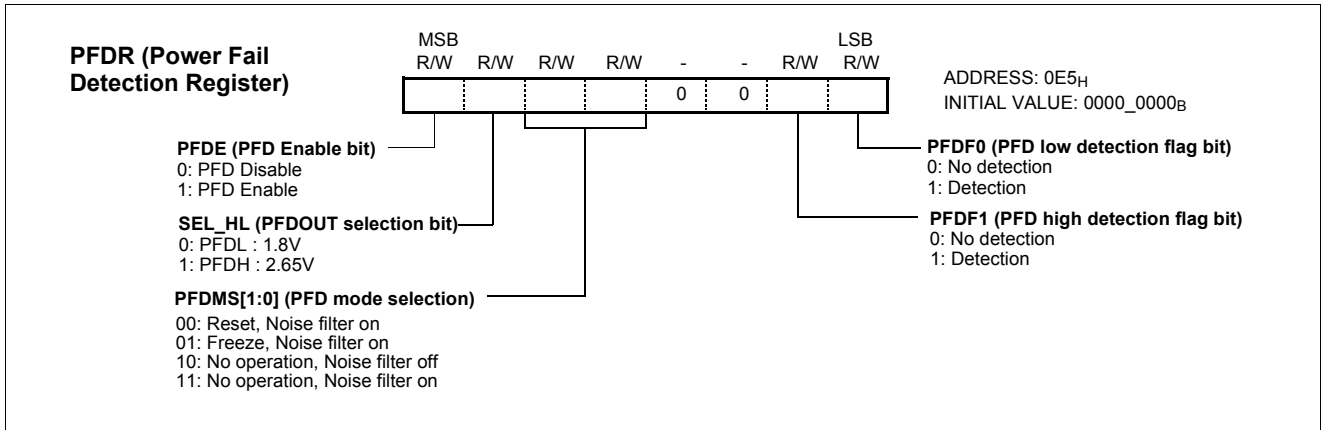 PFDR (Power Fail
Detection Register)
MSB LSB
R/W R/W R/W R/W - - R/W R/W
0 0
ADDRESS: 0E5H
INITIAL VALUE: 0000_0000B
PFDE (PFD Enable bit)
0: PFD Disable
1: PFD Enable
SEL_HL (PFDOUT selection bit)
0: PFDL : 1.8V
1: PFDH : 2.65V
PFDMS[1:0] (PFD mode selection)
00: Reset, Noise filter on
01: Freeze, Noise filter on
10: No operation, Noise filter off
11: No operation, Noise filter on
PFDF0 (PFD low detection flag bit)
0: No detection
1: Detection
PFDF1 (PFD high detection flag bit)
0: No detection
1: Detection